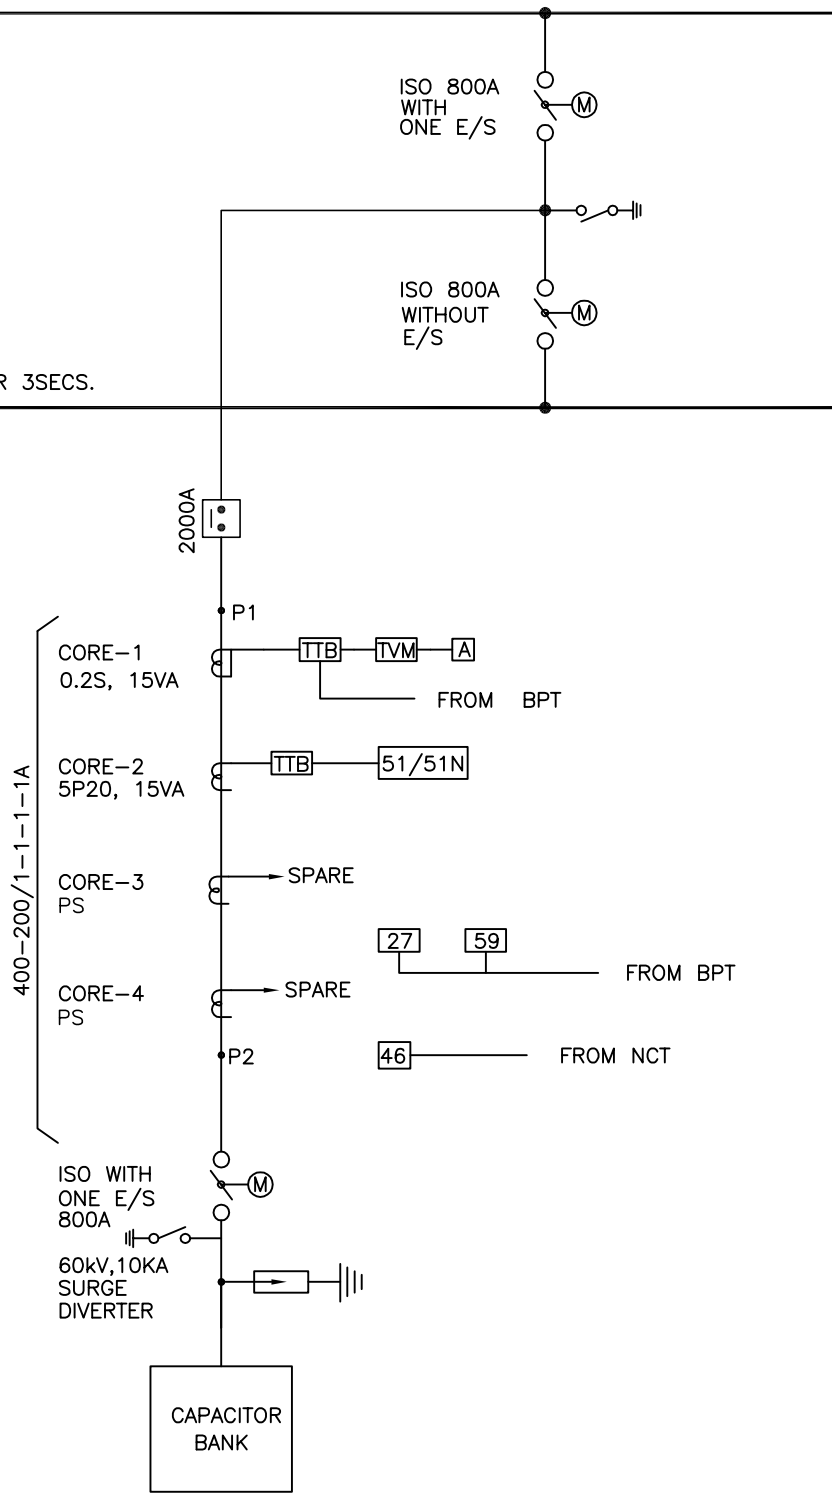 ISO 800A
WITH
ONE E/S
M
ISO 800A
WITHOUT
E/S
M
R 3SECS.
2000A
P1
CORE-1
0.2S, 15VA
TTB
TVM
A
FROM BPT
CORE-2
5P20, 15VA
TTB
51/51N
400-200/1-1-1-1A
CORE-3
PS
SPARE
27
59
FROM BPT
CORE-4
PS
SPARE
P2
46
FROM NCT
ISO WITH
ONE E/S
800A
M
60kV,10KA
SURGE
DIVERTER
CAPACITOR
BANK